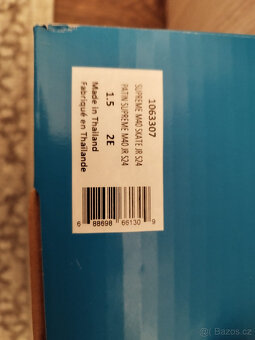 1063307
SUPREME M40 SKATE JR S24
PATIN SUPREME M40 JR S24
1.5 2E
Made in Thailand
Fabriqué en Thaïlande
6 88698 66130 9
Sbazos.cz